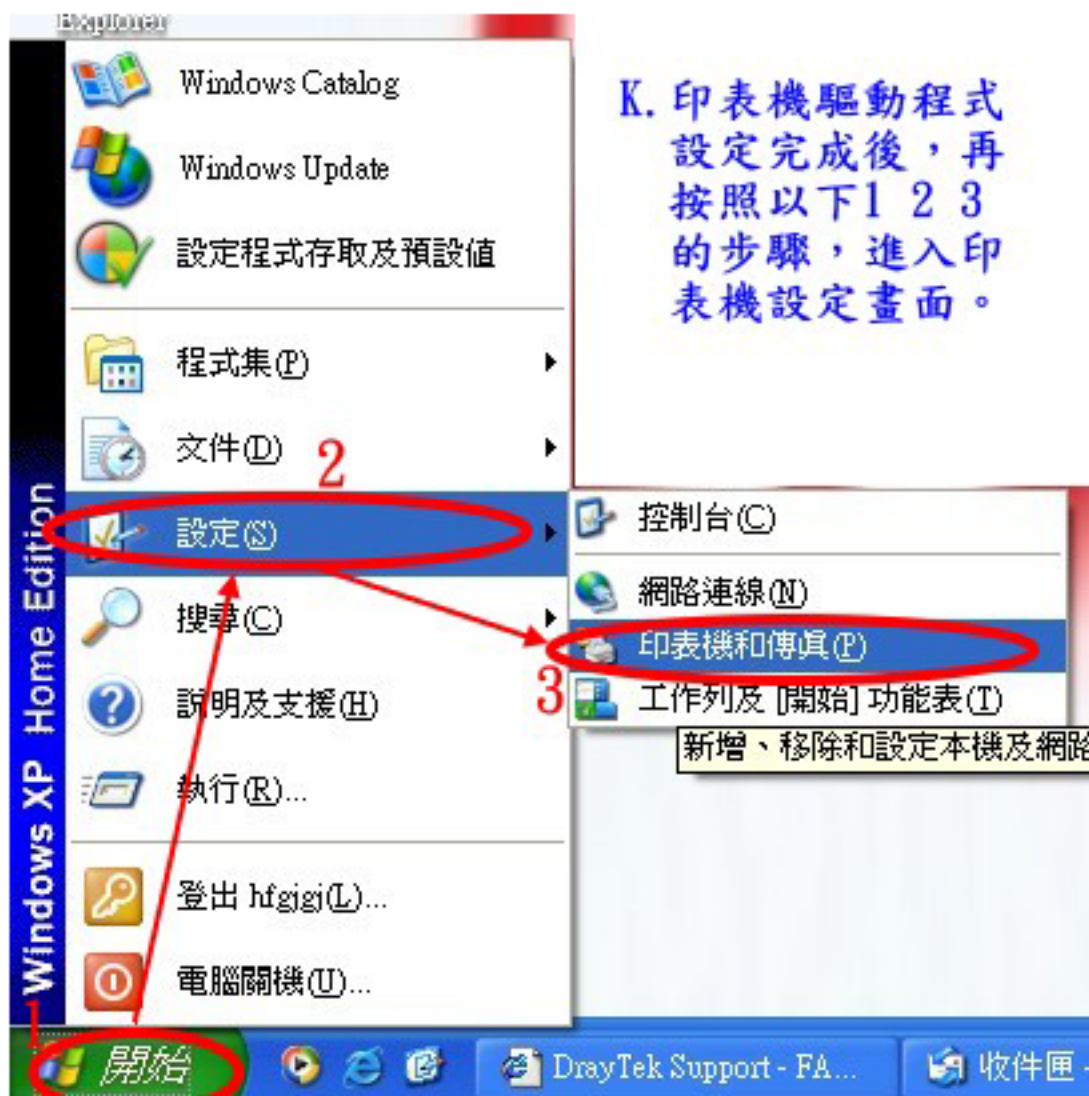 Explorer
Windows Catalog
Windows Update
設定程式存取及預設值
程式集(P)
文件(D)
設定(S)
搜尋(C)
說明及支援(H)
執行(R)...
登出 hfgjgj(L)...
電腦關機(U)...
Windows XP Home Edition
K. 印表機驅動程式
設定完成後，再
按照以下1 2 3
的步驟，進入印
表機設定畫面。
2
控制台(C)
網路連線(N)
印表機和傳真(P)
3
工作列及 [開始] 功能表(T)
新增、移除和設定本機及網路
1
開始
DrayTek Support - FA...
收件匣 -